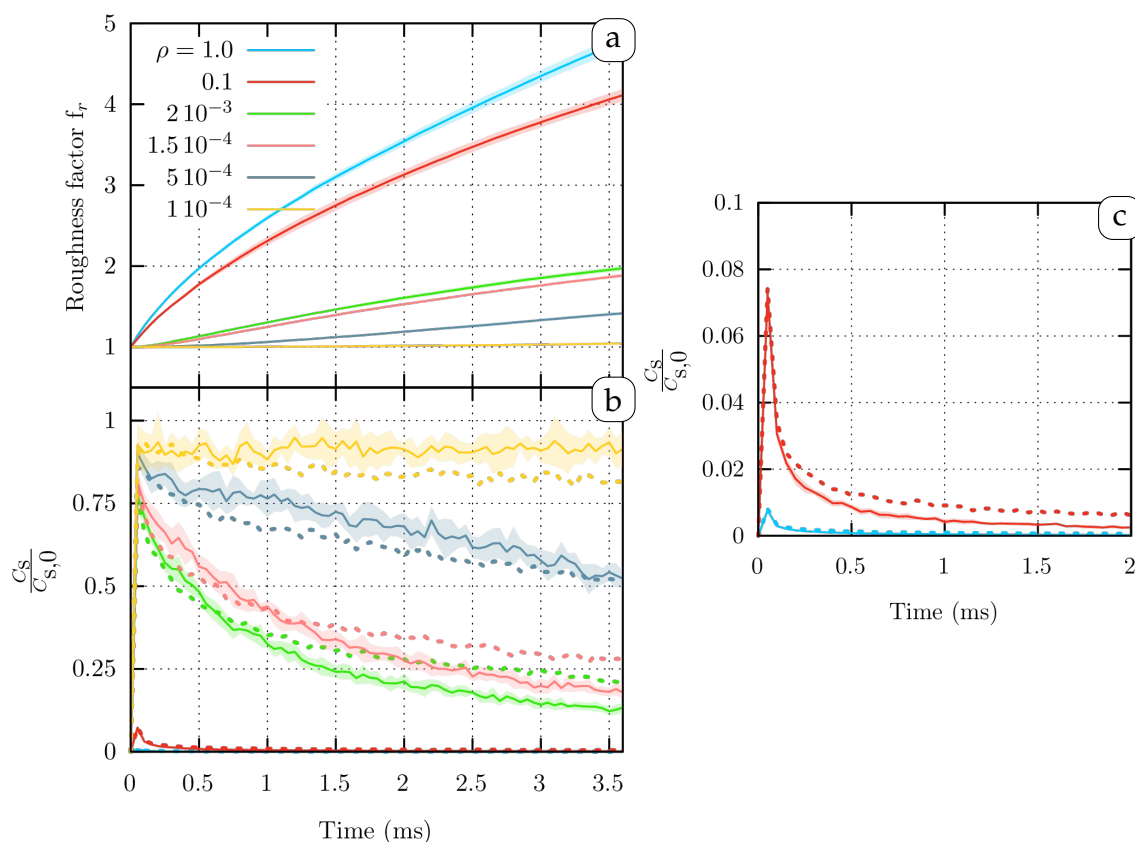 a
Roughness factor f_r
5
4
3
2
1
ρ = 1.0
0.1
2 10⁻³
1.5 10⁻⁴
5 10⁻⁴
1 10⁻⁴
b
c_s/c_s,0
1
0.75
0.5
0.25
0
0 0.5 1 1.5 2 2.5 3 3.5
Time (ms)
c
c_s/c_s,0
0.1
0.08
0.06
0.04
0.02
0
0 0.5 1 1.5 2
Time (ms)